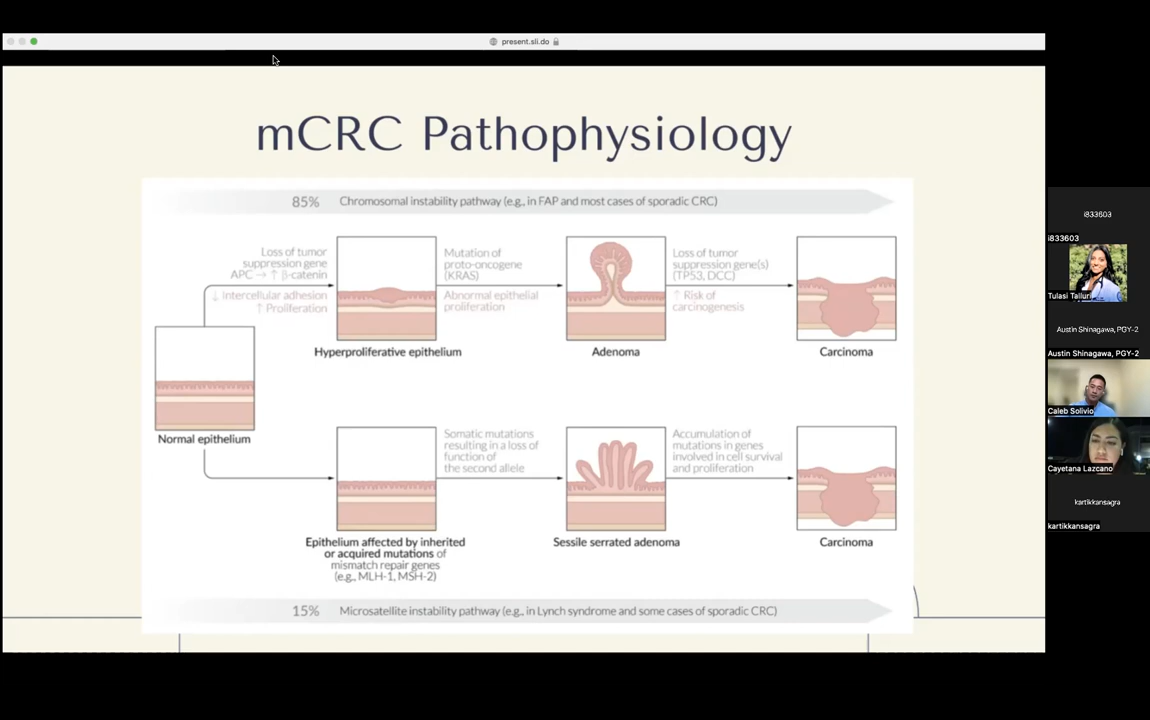 present.sli.do
mCRC Pathophysiology
85% Chromosomal instability pathway (e.g., in FAP and most cases of sporadic CRC)
Loss of tumor
suppression gene
APC → ↑ β-catenin
↓ Intercellular adhesion
↑ Proliferation
Mutation of
proto-oncogene
(KRAS)
Abnormal epithelial
proliferation
Loss of tumor
suppression gene(s)
(TP53, DCC)
↑ Risk of
carcinogenesis
Hyperproliferative epithelium
Adenoma
Carcinoma
Normal epithelium
Somatic mutations
resulting in a loss of
function of
the second allele
Accumulation of
mutations in genes
involved in cell survival
and proliferation
Epithelium affected by inherited
or acquired mutations of
mismatch repair genes
(e.g., MLH-1, MSH-2)
Sessile serrated adenoma
Carcinoma
15% Microsatellite instability pathway (e.g., in Lynch syndrome and some cases of sporadic CRC)
i833603
i833603
Tulasi Talluri
Austin Shinagawa, PGY-2
Austin Shinagawa, PGY-2
Caleb Solivio
Cayetana Lazcano
kartikkansagra
kartikkansagra